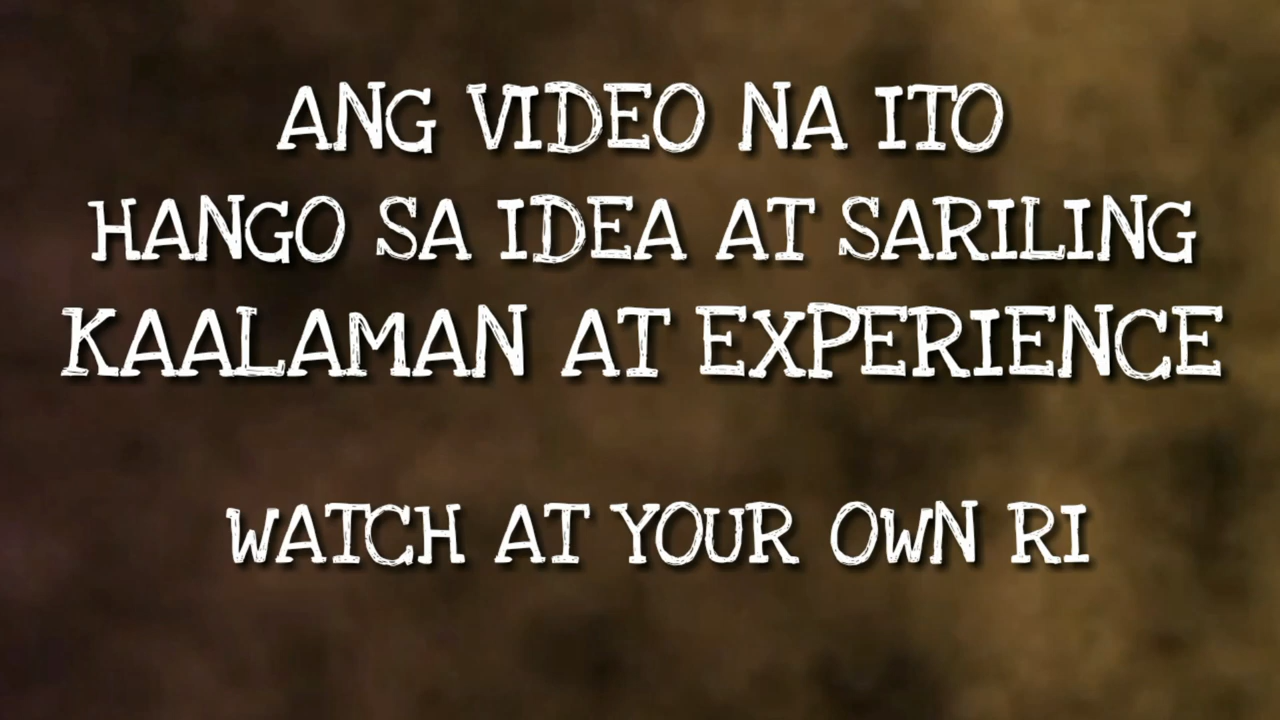 ANG VIDEO NA ITO
HANGO SA IDEA AT SARILING
KAALAMAN AT EXPERIENCE
WATCH AT YOUR OWN RI